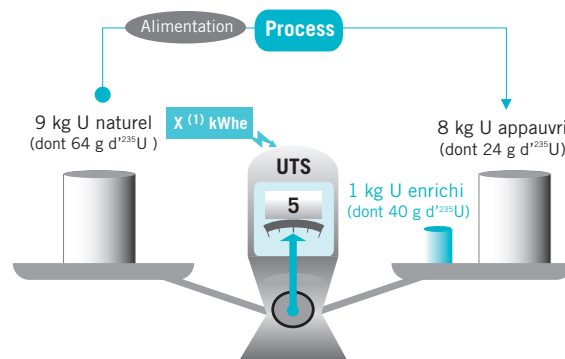 Alimentation
Process
X (1) kWhe
9 kg U naturel
(dont 64 g d'²³⁵U )
8 kg U appauvri
(dont 24 g d'²³⁵U)
UTS
5
1 kg U enrichi
(dont 40 g d'²³⁵U)